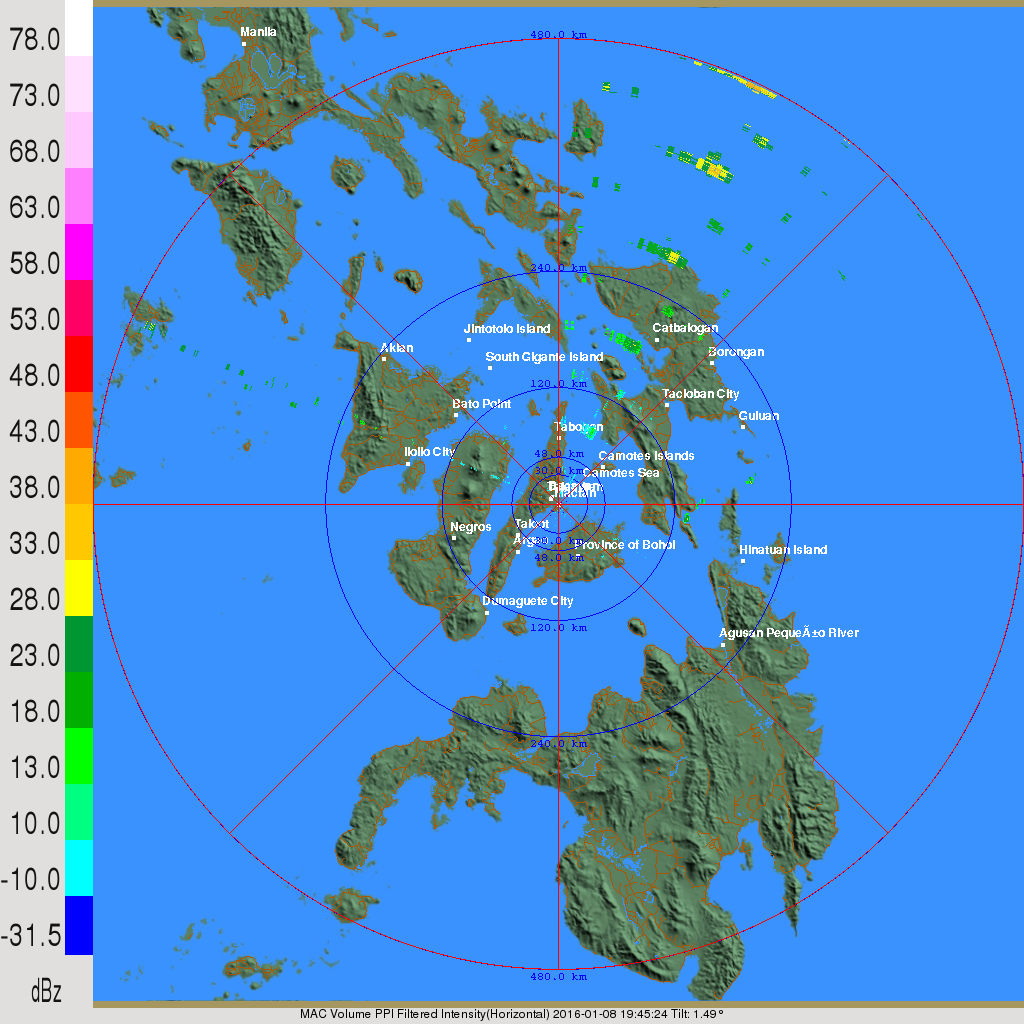 78.0
73.0
68.0
63.0
58.0
53.0
48.0
43.0
38.0
33.0
28.0
23.0
18.0
13.0
10.0
-10.0
-31.5
dBz
480.0 km
Manila
240.0 km
Jintotolo Island
Catbalogan
Aklan
South Gigante Island
Borongan
120.0 km
Tacloban City
Bato Point
Guiuan
Tabogon
Iloilo City
48.0 km
Camotes Islands
30.0 km
Camotes Sea
Mactan
Negros
Taloot
30.0 km
Province of Bohol
48.0 km
Hinatuan Island
Dumaguete City
120.0 km
Agusan PequeÃ±o River
240.0 km
480.0 km
MAC Volume PPI Filtered Intensity(Horizontal) 2016-01-08 19:45:24 Tilt: 1.49°